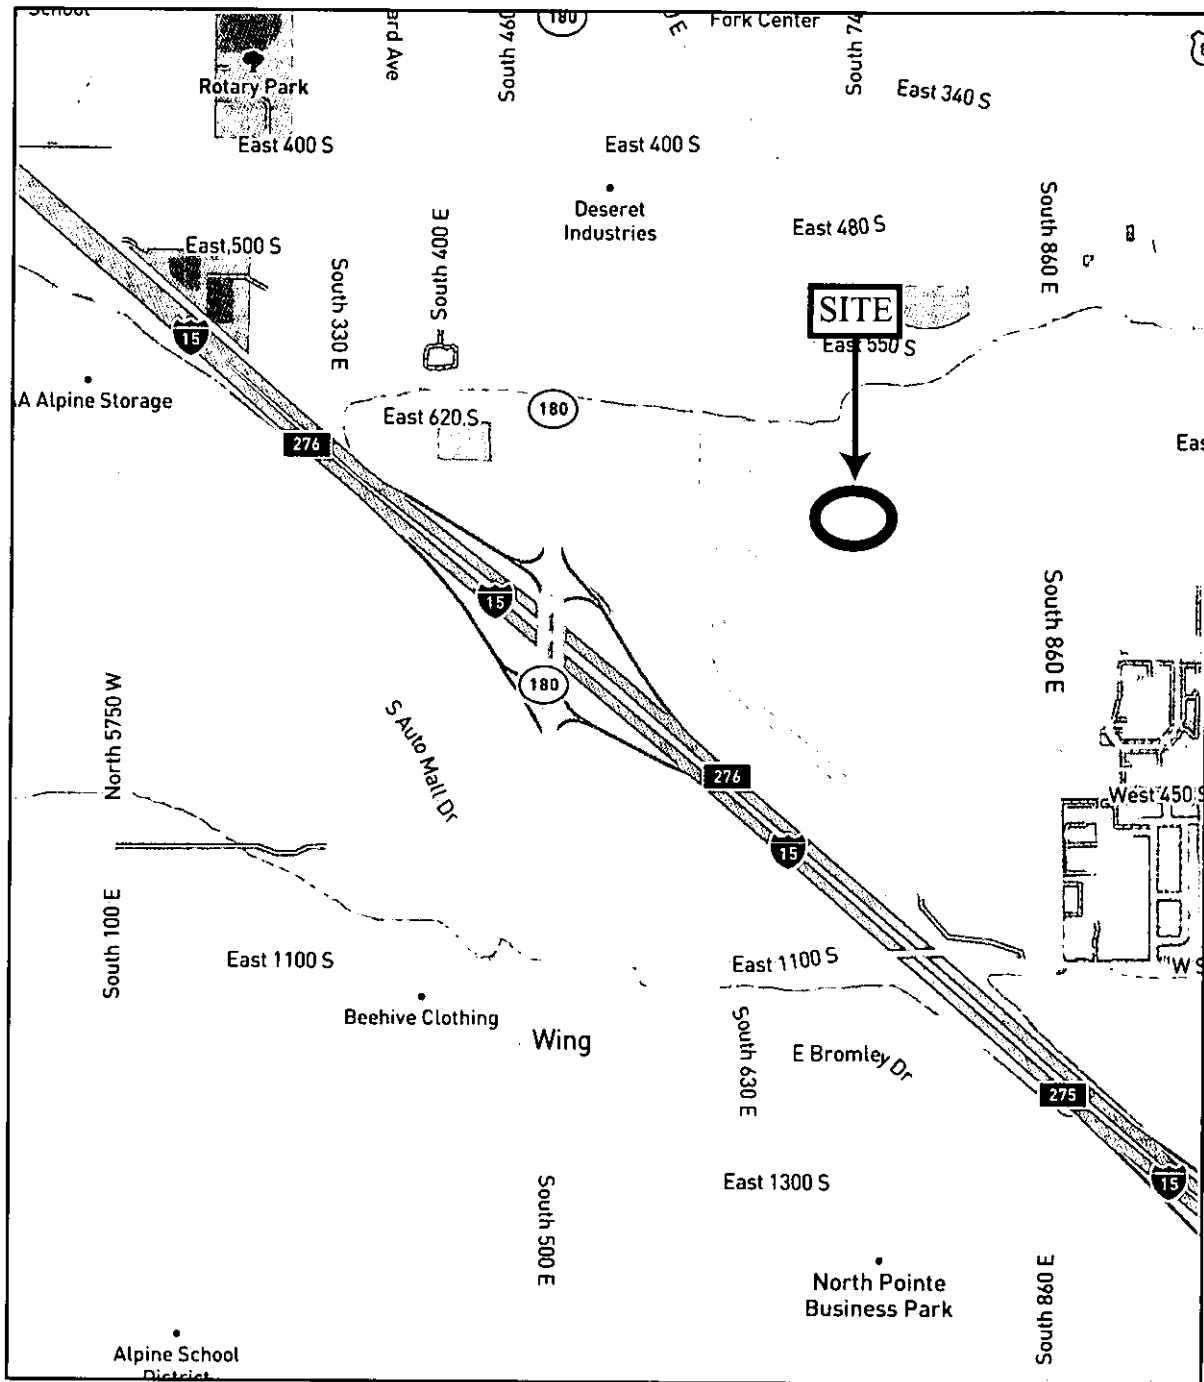 School
ard Ave
South 460
180
Fork Center
South 74
Rotary Park
East 340 S
East 400 S
East 400 S
Deseret
Industries
South 400 E
East 480 S
South 860 E
East 500 S
South 330 E
SITE
15
East 550 S
A Alpine Storage
East 620 S
180
276
Eas
15
South 860 E
180
North 5750 W
S Auto Mall Dr
276
West 450 S
15
South 100 E
East 1100 S
East 1100 S
W S
Beehive Clothing
Wing
South 630 E
E Bromley Dr
275
East 1300 S
15
South 500 E
North Pointe
Business Park
South 860 E
Alpine School
District